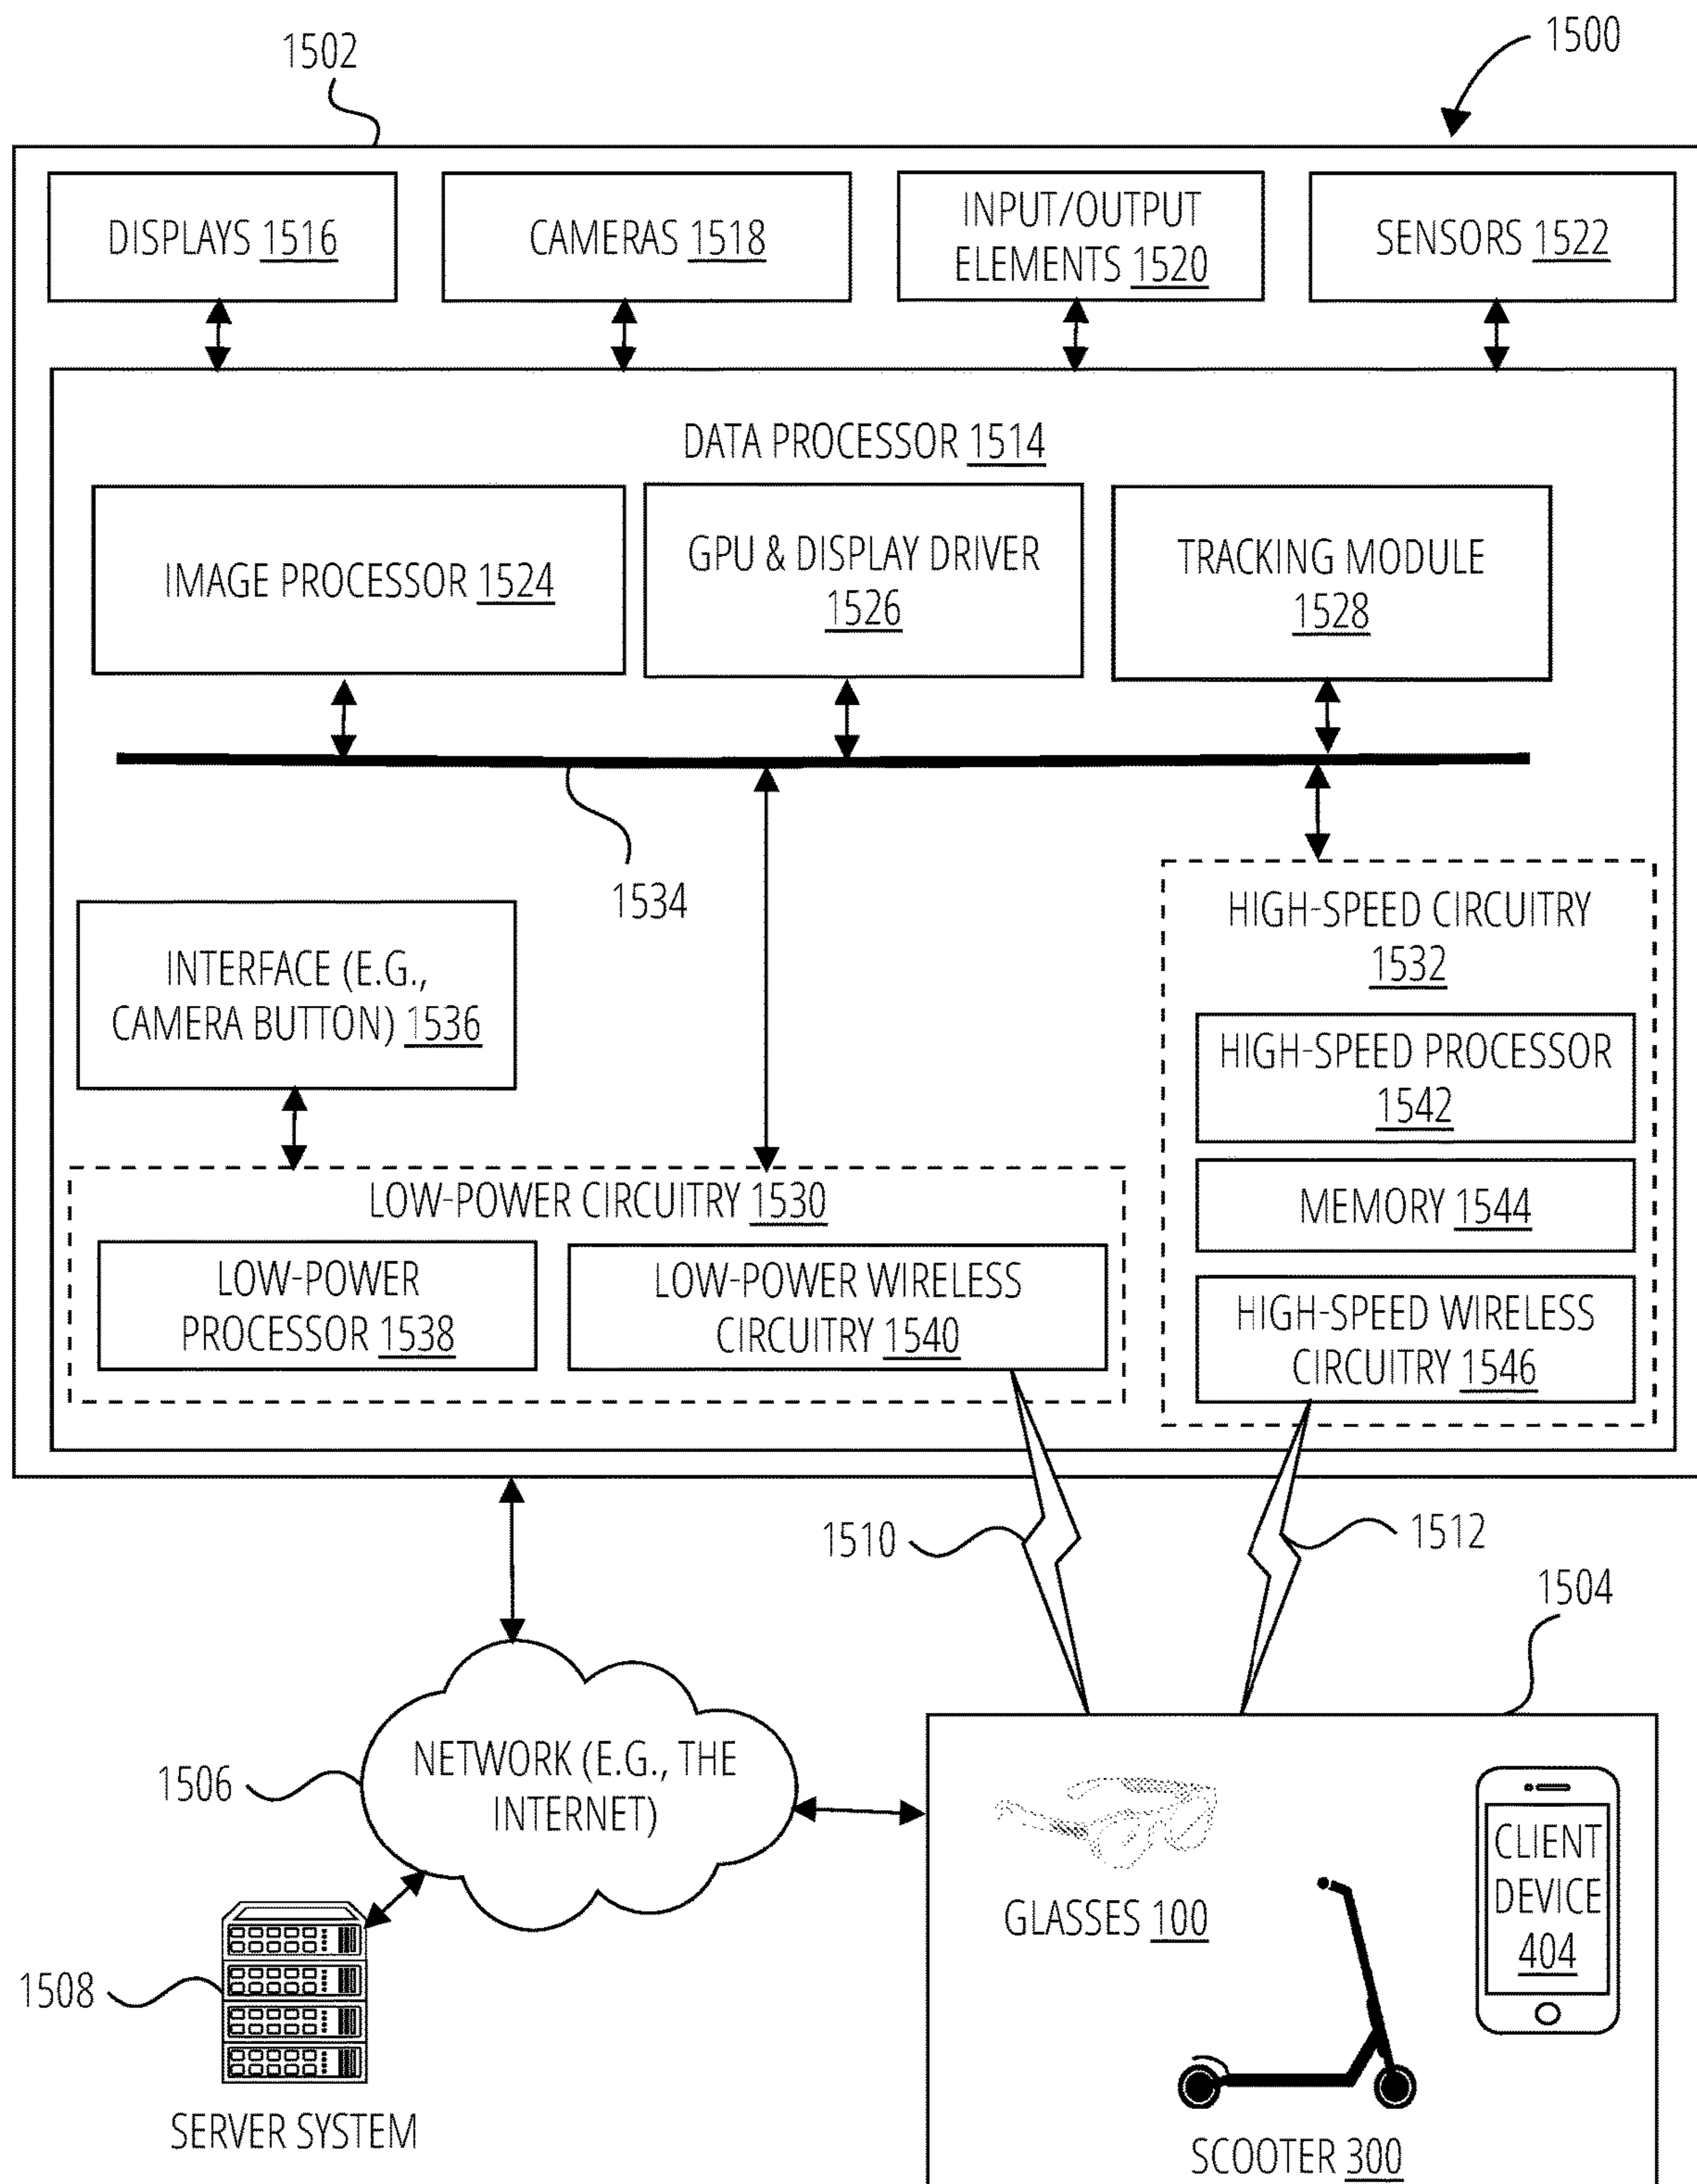 1500
1502
DISPLAYS 1516
CAMERAS 1518
INPUT/OUTPUT
ELEMENTS 1520
SENSORS 1522
DATA PROCESSOR 1514
IMAGE PROCESSOR 1524
GPU & DISPLAY DRIVER
1526
TRACKING MODULE
1528
1534
INTERFACE (E.G.,
CAMERA BUTTON) 1536
HIGH-SPEED CIRCUITRY
1532
HIGH-SPEED PROCESSOR
1542
MEMORY 1544
HIGH-SPEED WIRELESS
CIRCUITRY 1546
LOW-POWER CIRCUITRY 1530
LOW-POWER
PROCESSOR 1538
LOW-POWER WIRELESS
CIRCUITRY 1540
1510
1512
1504
NETWORK (E.G., THE
INTERNET)
1506
GLASSES 100
CLIENT
DEVICE
404
1508
SERVER SYSTEM
SCOOTER 300